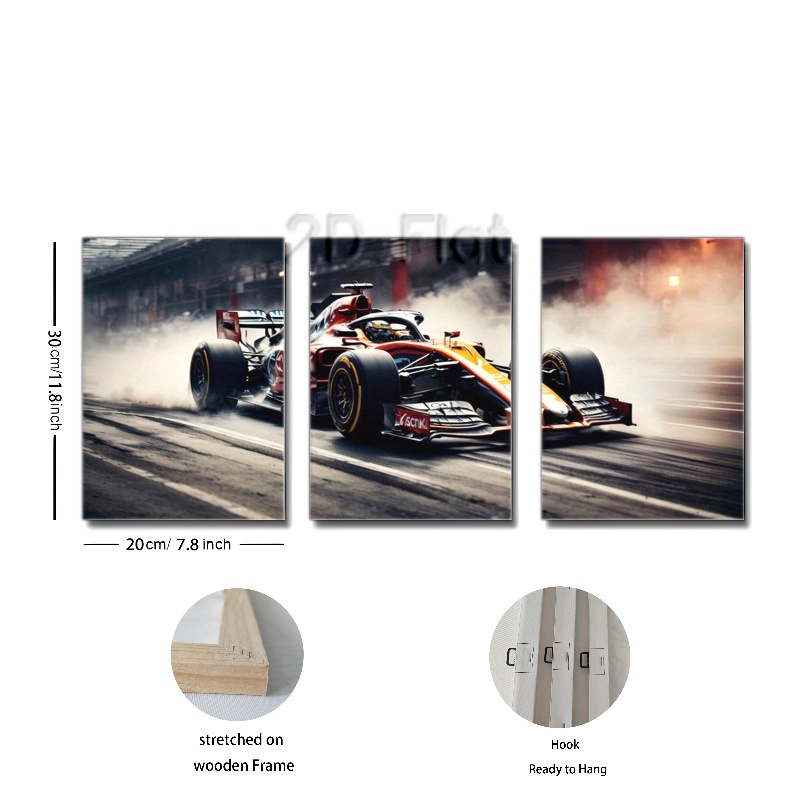 2D Flat
30cm/11.8inch
20cm/ 7.8 inch
stretched on
wooden Frame
Hook
Ready to Hang